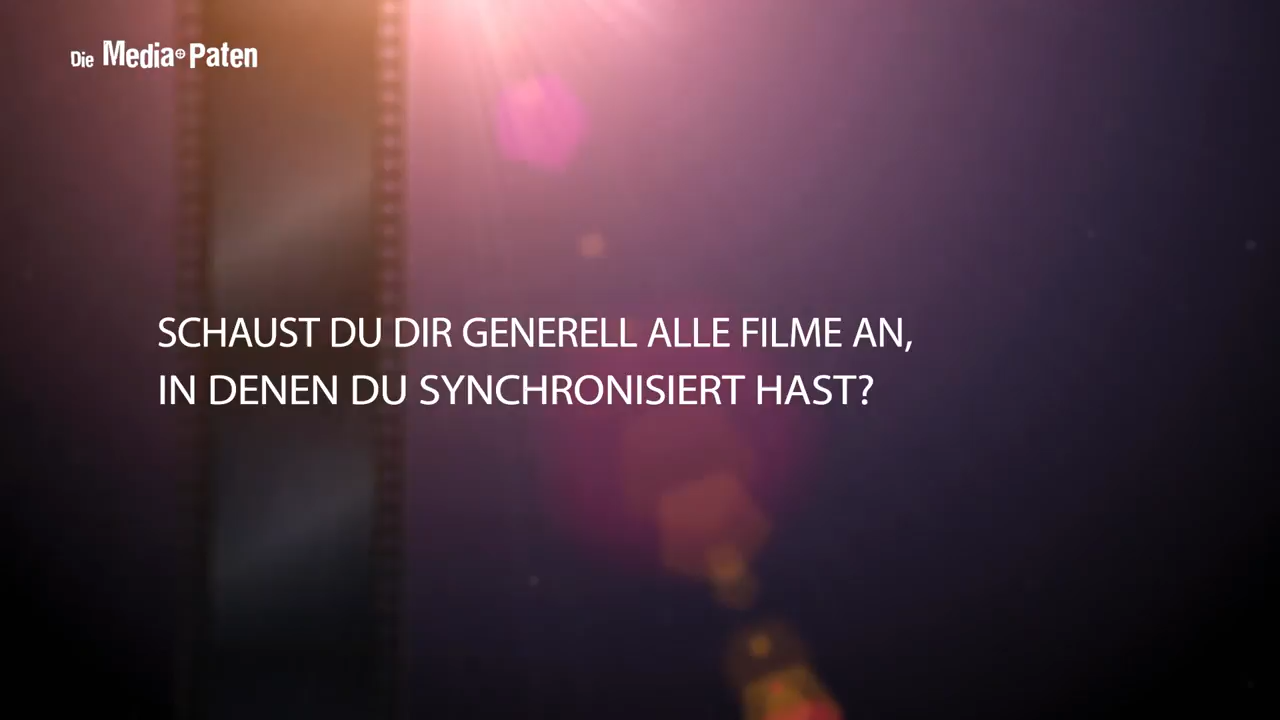 Die Media Paten
SCHAUST DU DIR GENERELL ALLE FILME AN,
IN DENEN DU SYNCHRONISIERT HAST?